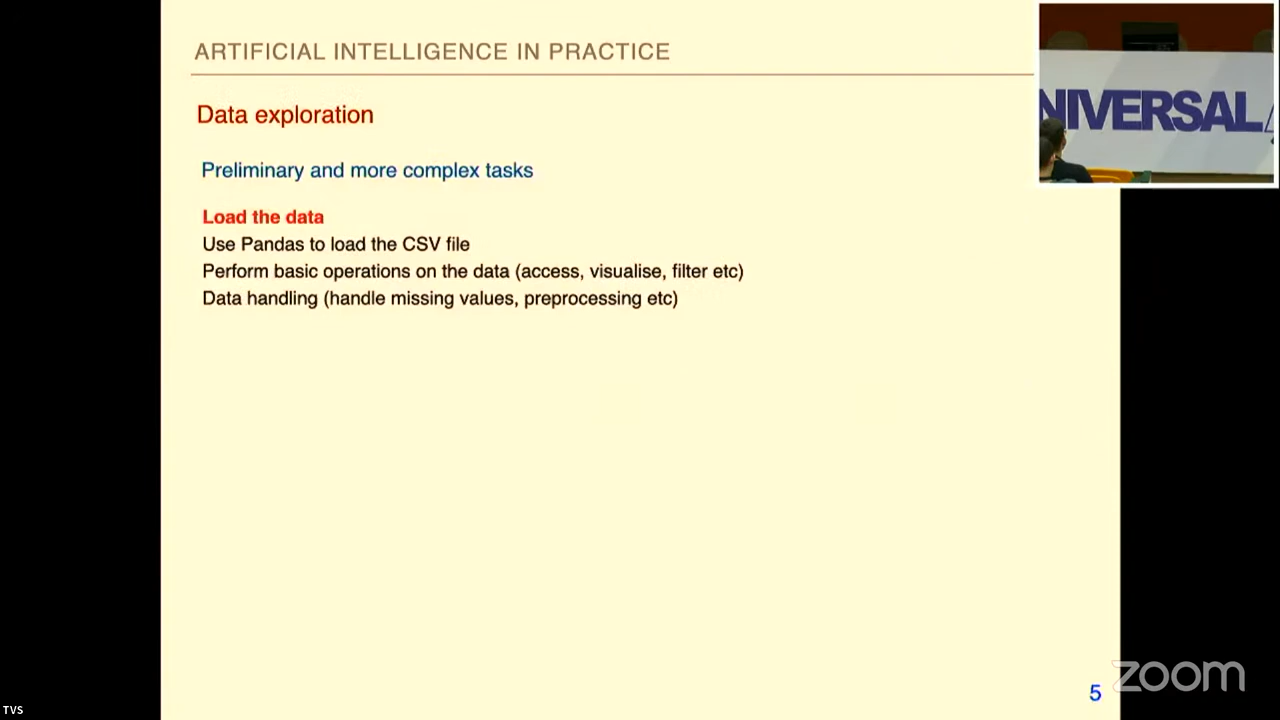 ARTIFICIAL INTELLIGENCE IN PRACTICE
NIVERSAL
Data exploration
Preliminary and more complex tasks
Load the data
Use Pandas to load the CSV file
Perform basic operations on the data (access, visualise, filter etc)
Data handling (handle missing values, preprocessing etc)
5
zoom
TVS